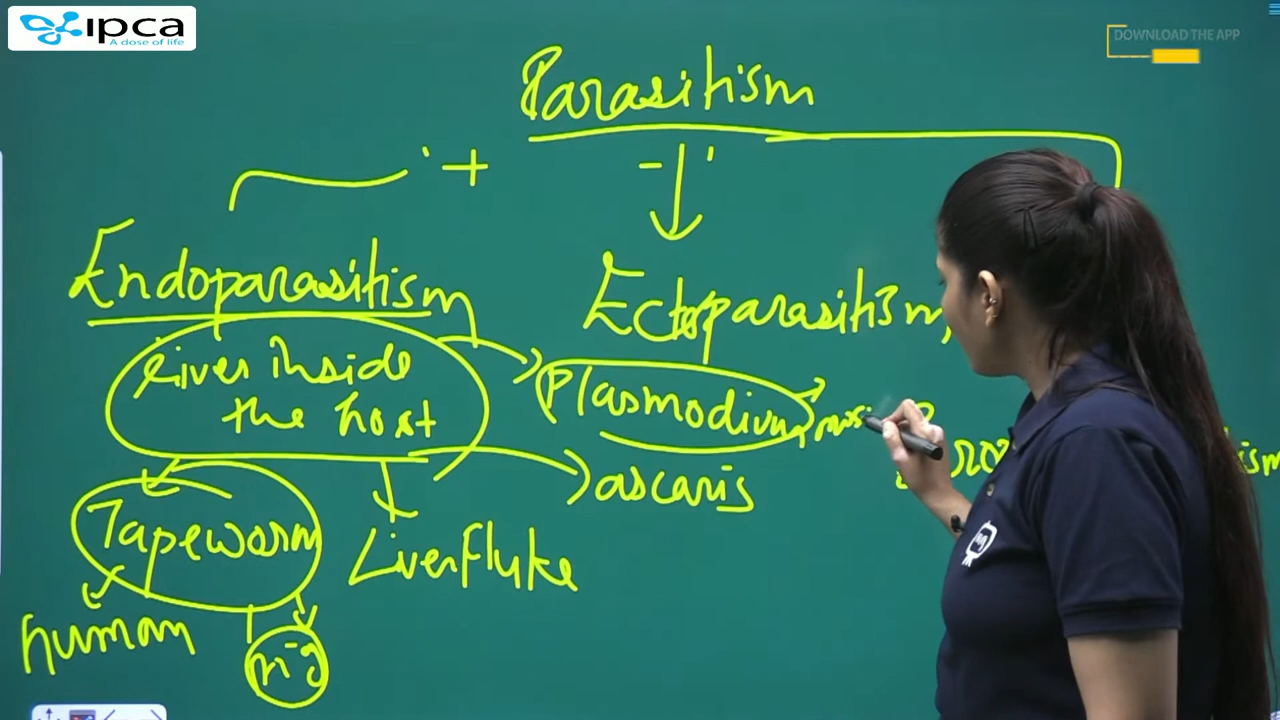 ipca
A dose of life
DOWNLOAD THE APP
Parasitism
+ -
Endoparasitism
Ectoparasitism
lives inside
the host
Plasmodium
ascaris
Tapeworm
Liverfluke
human